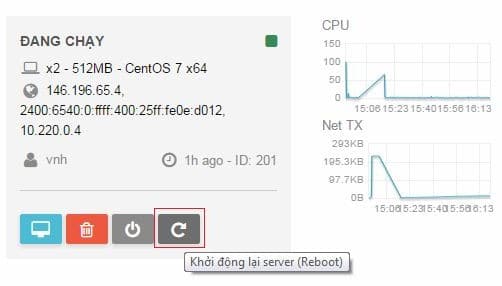 ĐANG CHẠY
x2 - 512MB - CentOS 7 x64
146.196.65.4,
2400:6540:0:ffff:400:25ff:fe0e:d012,
10.220.0.4
vnh
1h ago - ID: 201
Khởi động lại server (Reboot)
CPU
150
100
50
0
15:06 15:23 15:40 15:56 16:13
Net TX
293KB
195.3KB
97.7KB
0B
15:06 15:23 15:40 15:56 16:13